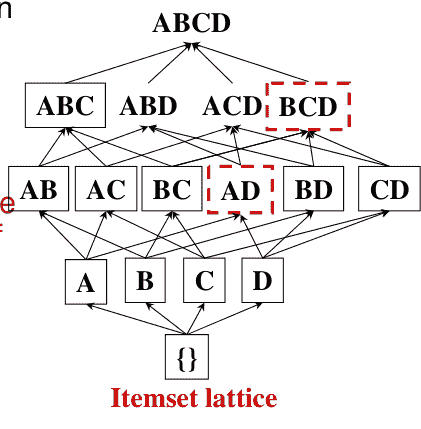 n
ABCD
ABC ABD ACD BCD
AB AC BC AD BD CD
e
A B C D
{}
Itemset lattice